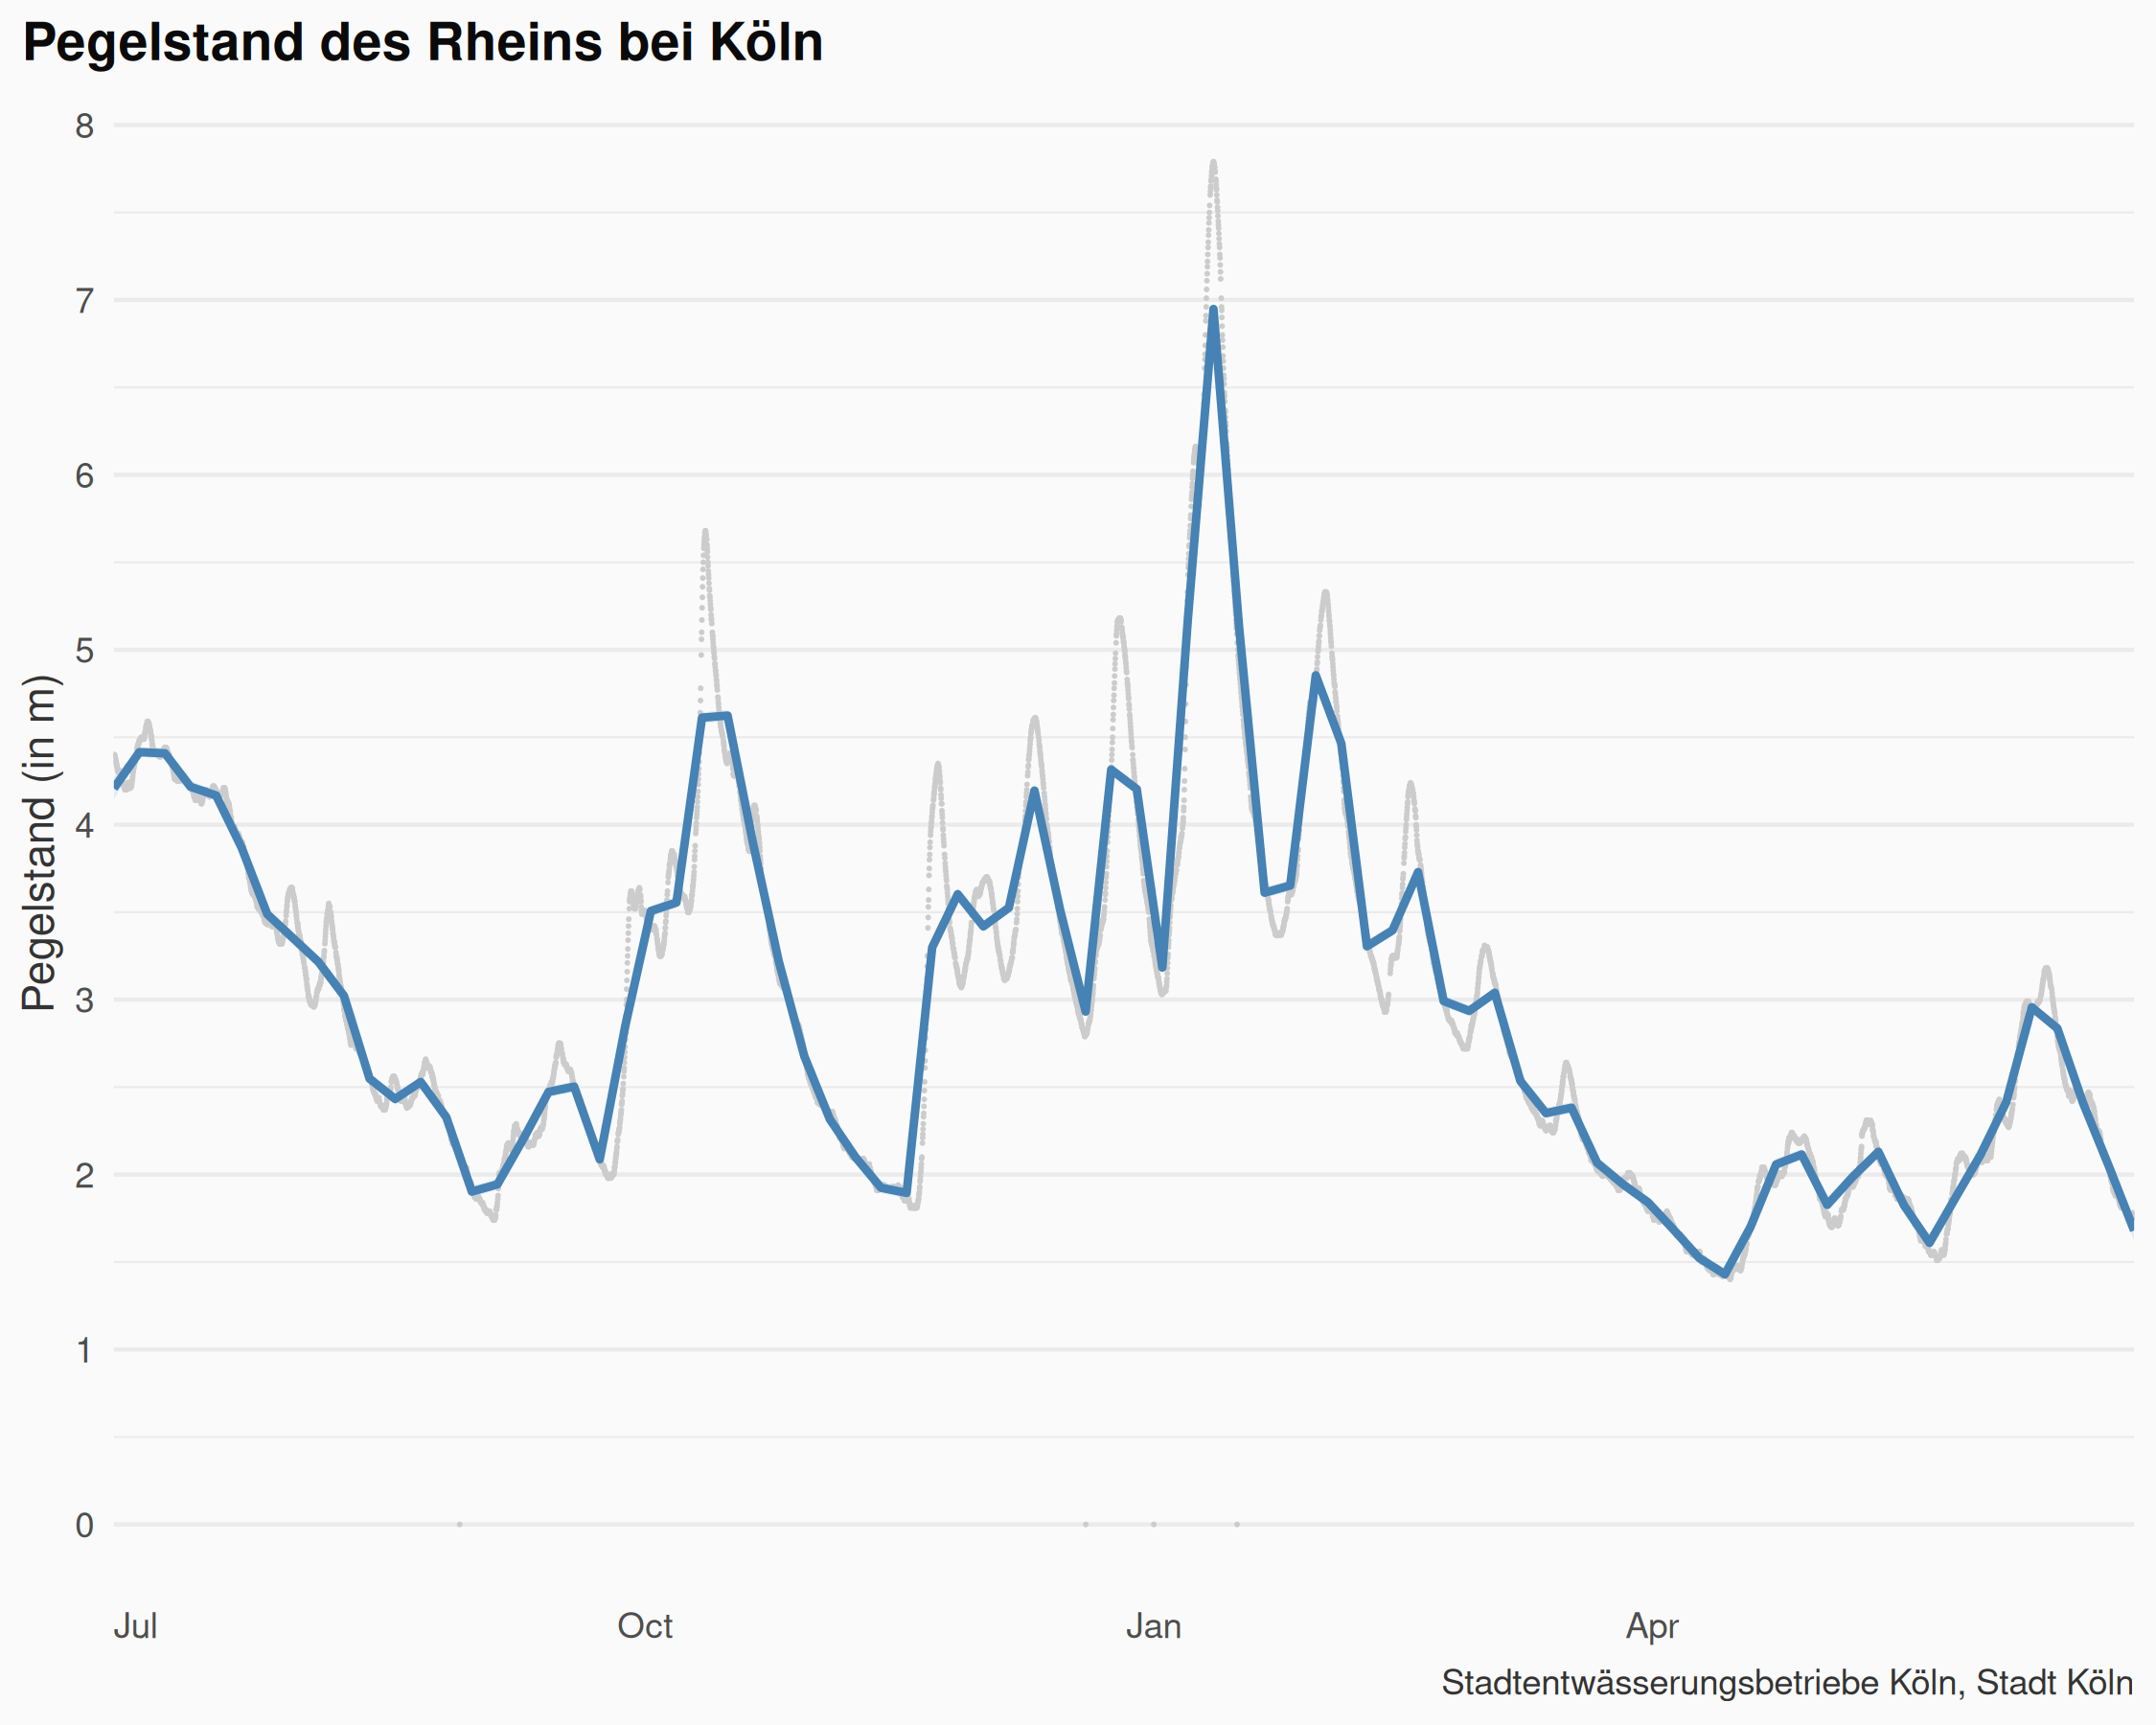 Pegelstand des Rheins bei Köln
8
7
6
5
4
3
2
1
0
Pegelstand (in m)
Jul Oct Jan Apr
Stadtentwässerungsbetriebe Köln, Stadt Köln